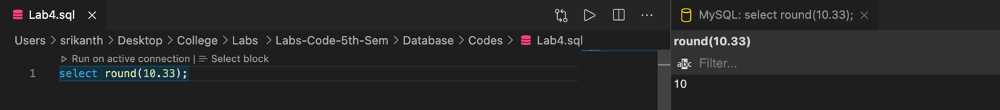 Lab4.sql
Users > srikanth > Desktop > College > Labs > Labs-Code-5th-Sem > Database > Codes > Lab4.sql
Run on active connection | Select block
1 select round(10.33);
MySQL: select round(10.33);
round(10.33)
abc Filter...
10